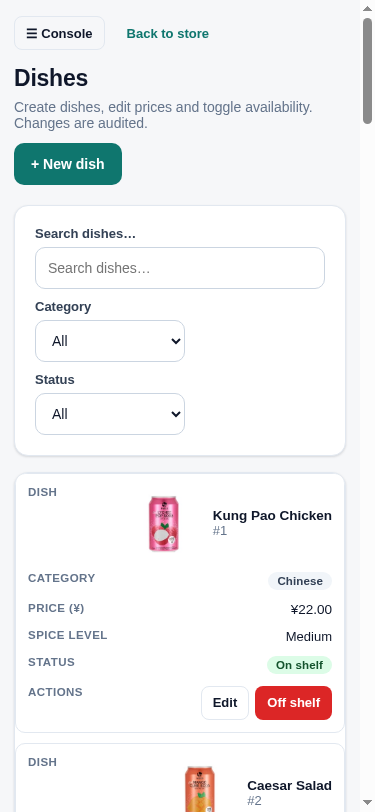 ☰ Console
Back to store
Dishes
Create dishes, edit prices and toggle availability.
Changes are audited.
+ New dish
Search dishes…
Search dishes…
Category
All
Status
All
DISH
Kung Pao Chicken
#1
CATEGORY
Chinese
PRICE (¥)
¥22.00
SPICE LEVEL
Medium
STATUS
On shelf
ACTIONS
Edit
Off shelf
DISH
Caesar Salad
#2